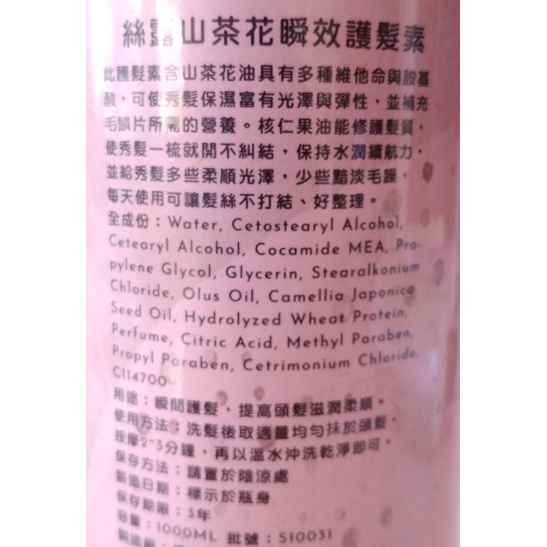 絲露山茶花瞬效護髮素
此護髮素含山茶花油具有多種維他命與胺基
酸，可使秀髮保濕富有光澤與彈性，並補充
毛鱗片所需的營養。核仁果油能修護髮質，
使秀髮一梳就開不糾結，保持水潤續航力，
並給秀髮多些柔順光澤，少些黯淡毛躁，
每天使用可讓髮絲不打結、好整理。
全成份：Water, Cetostearyl Alcohol,
Cetearyl Alcohol, Cocamide MEA, Pro-
pylene Glycol, Glycerin, Stearalkonium
Chloride, Olus Oil, Camellia Japonica
Seed Oil, Hydrolyzed Wheat Protein,
Perfume, Citric Acid, Methyl Paraben,
Propyl Paraben, Cetrimonium Chloride,
CI14700
用途：瞬間護髮，提高頭髮滋潤柔順。
使用方法：洗髮後取適量均勻抹於頭髮，
按摩2~3分鐘，再以溫水沖洗乾淨即可。
保存方法：請置於陰涼處
製造日期：標示於瓶身
保存期限：3年
容量：1000ML 批號：S10031